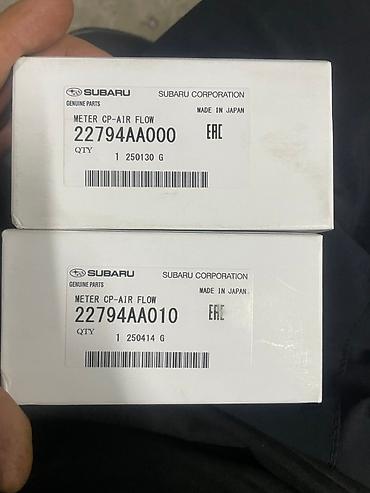 SUBARU SUBARU CORPORATION
GENUINE PARTS
MADE IN JAPAN
METER CP-AIR FLOW
22794AA000 EAC
QTY
1 250130 G
SUBARU SUBARU CORPORATION
GENUINE PARTS
MADE IN JAPAN
METER CP-AIR FLOW
22794AA010 EAC
QTY
1 250414 G